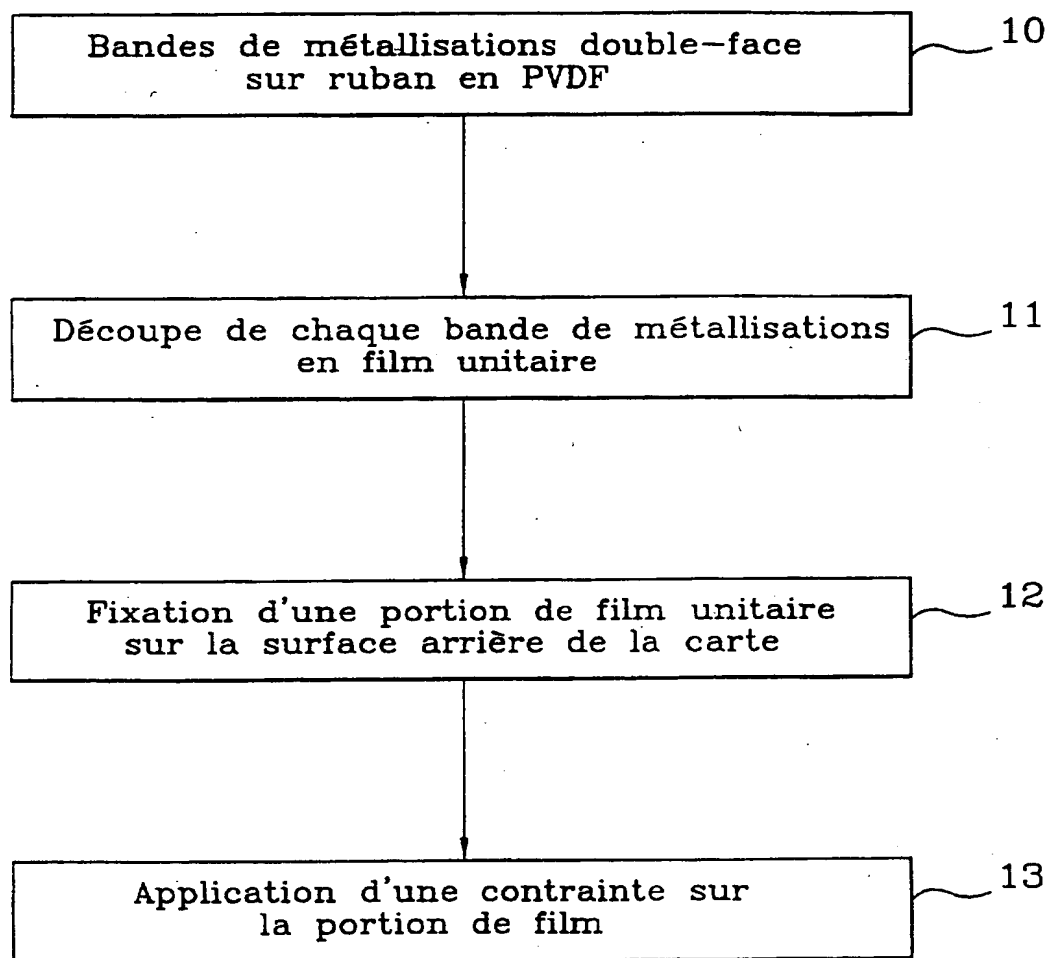 Bandes de métallisations double-face
sur ruban en PVDF
10
Découpe de chaque bande de métallisations
en film unitaire
11
Fixation d'une portion de film unitaire
sur la surface arrière de la carte
12
Application d'une contrainte sur
la portion de film
13